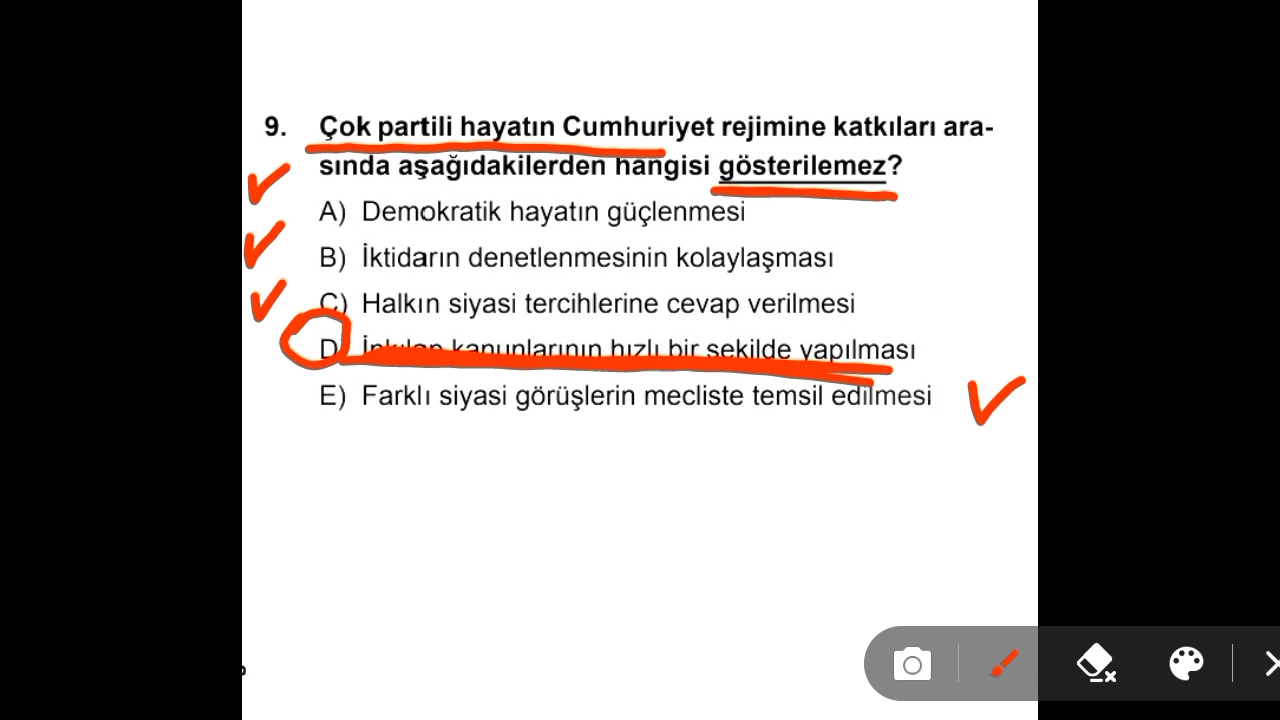 9. Çok partili hayatın Cumhuriyet rejimine katkıları ara-
sında aşağıdakilerden hangisi gösterilemez?
A) Demokratik hayatın güçlenmesi
B) İktidarın denetlenmesinin kolaylaşması
C) Halkın siyasi tercihlerine cevap verilmesi
D) İnkılap kanunlarının hızlı bir şekilde yapılması
E) Farklı siyasi görüşlerin mecliste temsil edilmesi